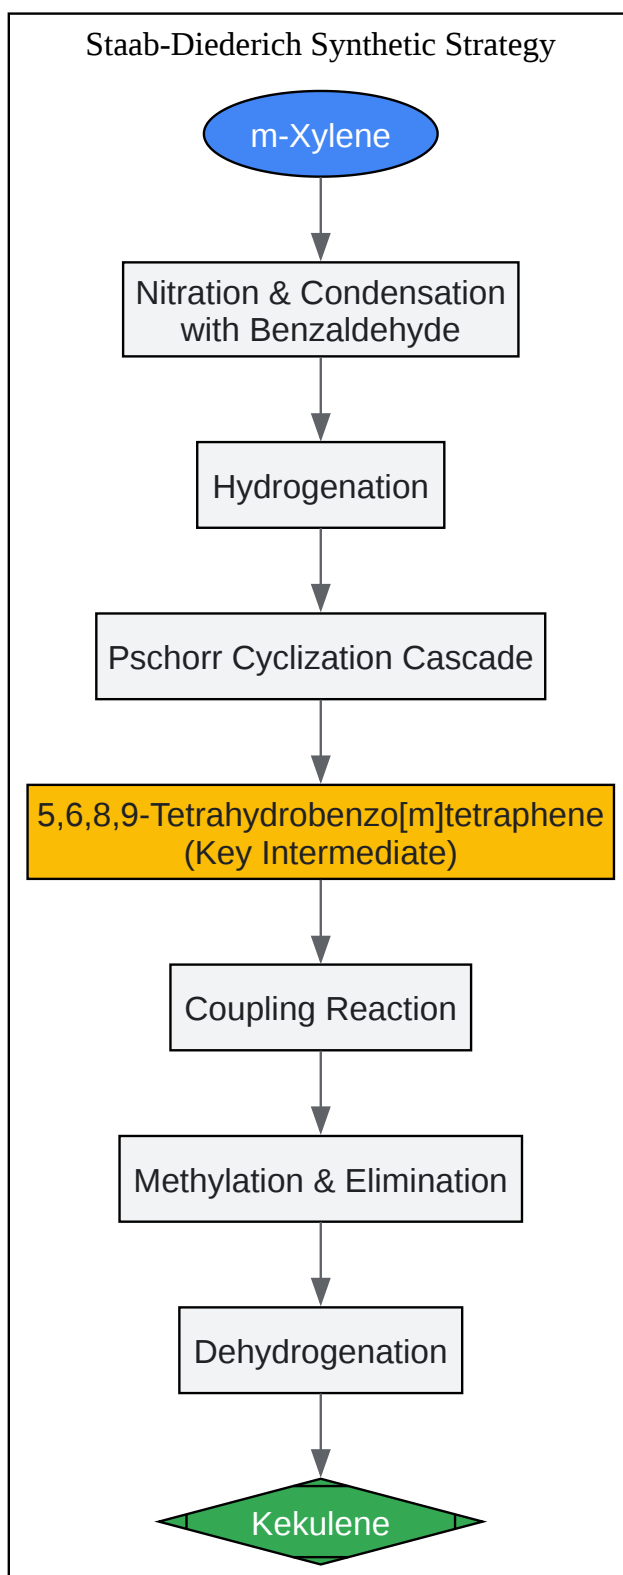 Staab-Diederich Synthetic Strategy
m-Xylene
Nitration & Condensation
with Benzaldehyde
Hydrogenation
Pschorr Cyclization Cascade
5,6,8,9-Tetrahydrobenzo[m]tetraphene
(Key Intermediate)
Coupling Reaction
Methylation & Elimination
Dehydrogenation
Kekulene